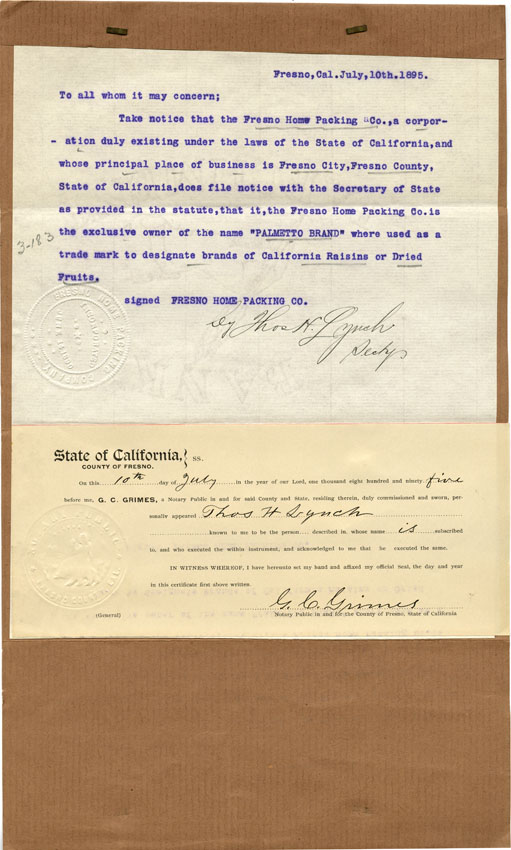 Fresno, Cal. July, 10th. 1895.
To all whom it may concern;
Take notice that the Fresno Home Packing & Co., a corpor-
- ation duly existing under the laws of the State of California, and
whose principal place of business is Fresno City, Fresno County,
State of California, does file notice with the Secretary of State
as provided in the statute, that it, the Fresno Home Packing Co. is
the exclusive owner of the name "PALMETTO BRAND" where used as a
3-183
trade mark to designate brands of California Raisins or Dried
Fruits.
signed FRESNO HOME PACKING CO.
By Thos H. Lynch
Secty
FRESNO HOME PACKING COMPANY
State of California, } ss.
COUNTY OF FRESNO.
On this 10th day of July in the year of our Lord, one thousand eight hundred and ninety five
before me, G. C. GRIMES, a Notary Public in and for said County and State, residing therein, duly commissioned and sworn, per-
sonally appeared Thos H Lynch
known to me to be the person described in, whose name is subscribed
to, and who executed the within instrument, and acknowledged to me that he executed the same.
IN WITNESS WHEREOF, I have hereunto set my hand and affixed my official Seal, the day and year
in this certificate first above written.
G. C. Grimes
(General)
Notary Public in and for the County of Fresno, State of California